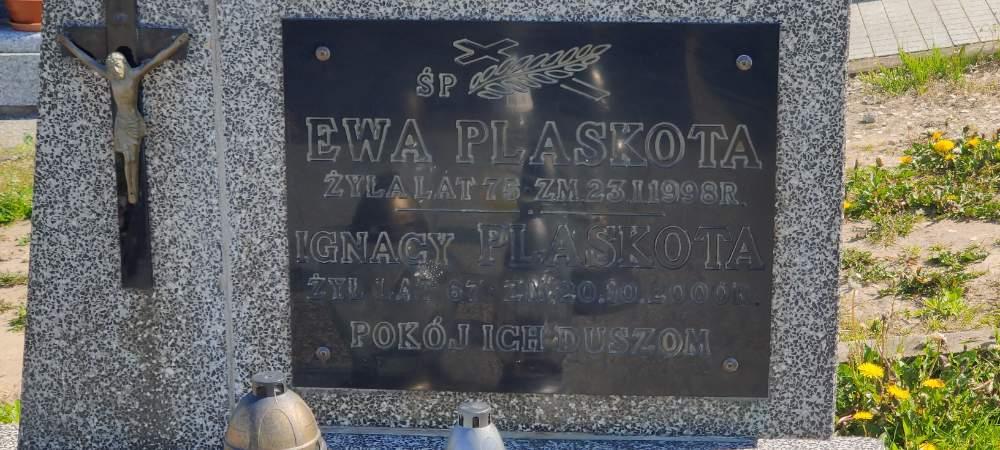 ŚP
EWA PLASKOTA
ŻYŁA LAT 75 ZM. 23.I.1998R.
IGNACY PLASKOTA
ŻYŁ LAT 67 ZM. 20.10.2000R.
POKÓJ ICH DUSZOM